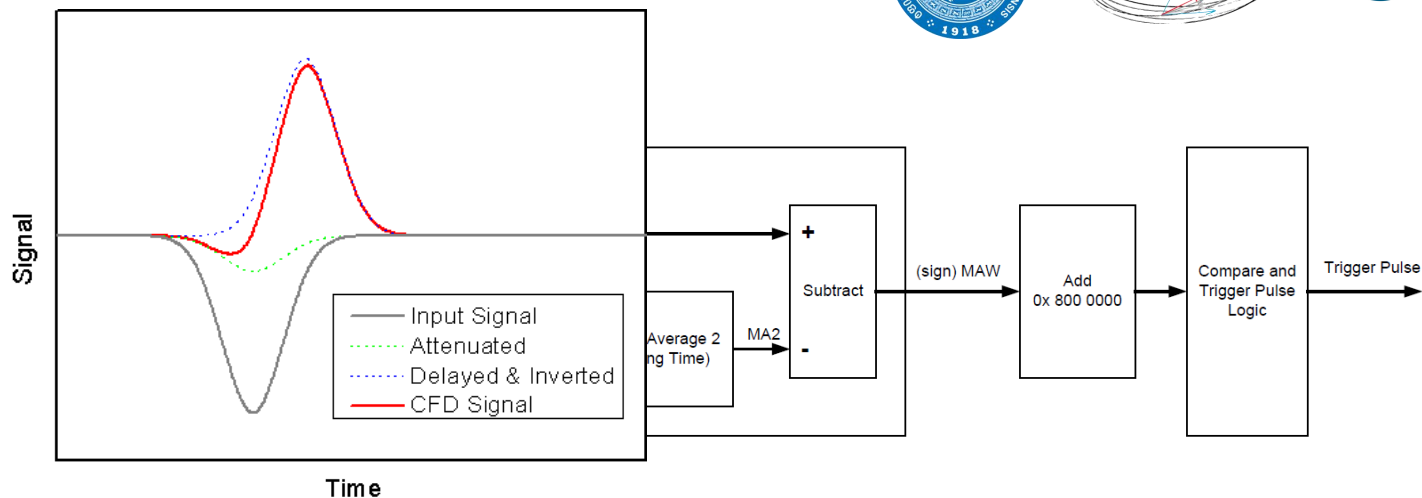 1918
Signal
Time
Input Signal
Attenuated
Delayed & Inverted
CFD Signal
Average 2
ng Time)
MA2
+
-
Subtract
(sign) MAW
Add
0x 800 0000
Compare and
Trigger Pulse
Logic
Trigger Pulse